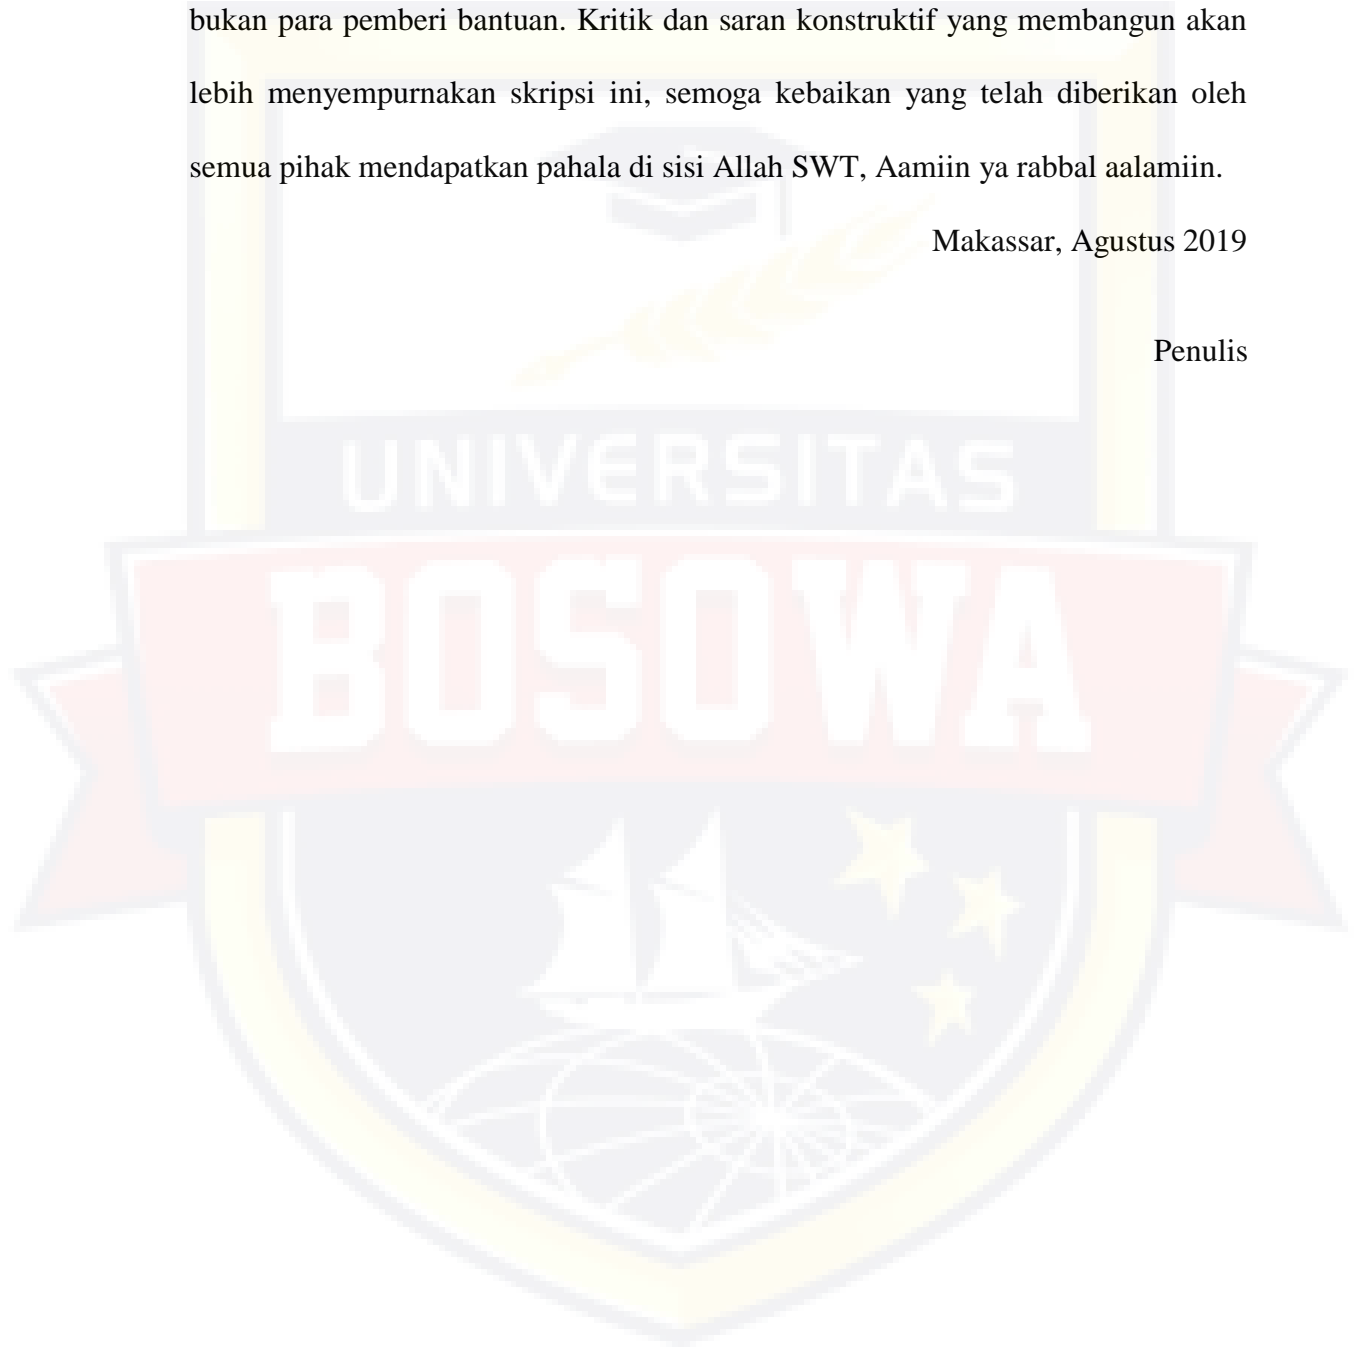 bukan para pemberi bantuan. Kritik dan saran konstruktif yang membangun akan
lebih menyempurnakan skripsi ini, semoga kebaikan yang telah diberikan oleh
semua pihak mendapatkan pahala di sisi Allah SWT, Aamiin ya rabbal aalamiin.
Makassar, Agustus 2019
Penulis
UNIVERSITAS
BOSOWA